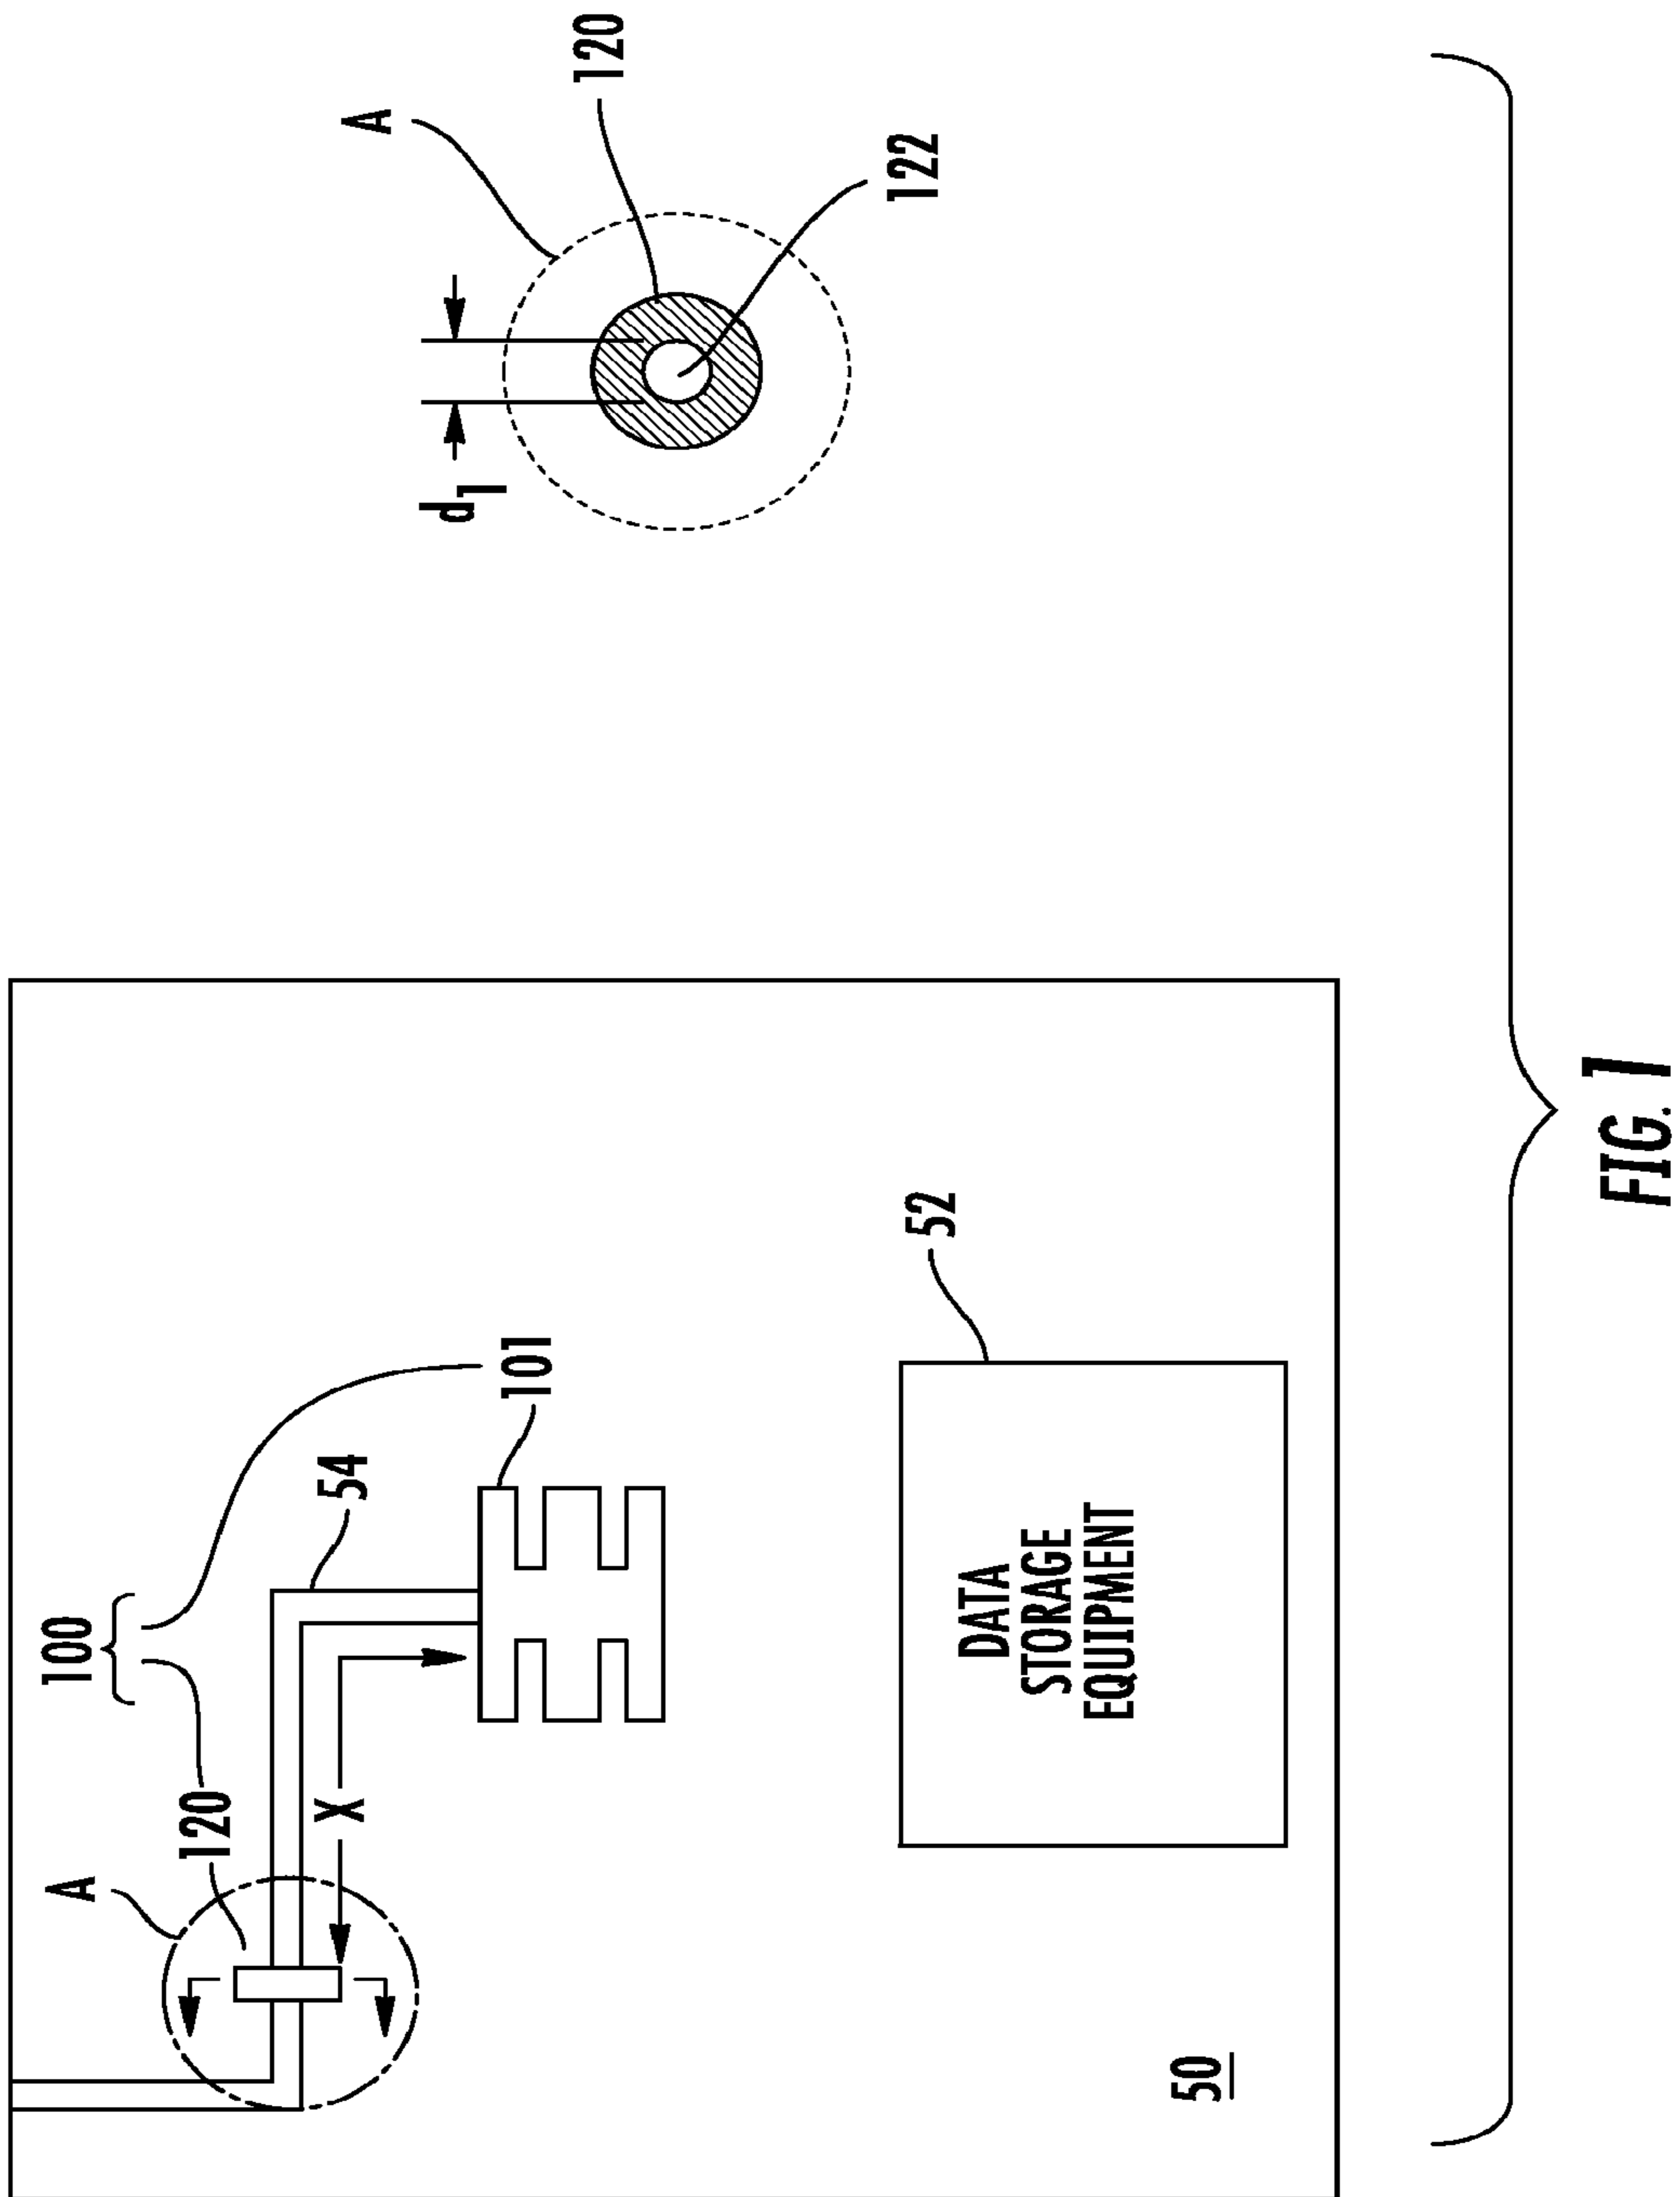 100
A
120
54
101
X
52
DATA
STORAGE
EQUIPMENT
50
A
d1
120
122
FIG. 1